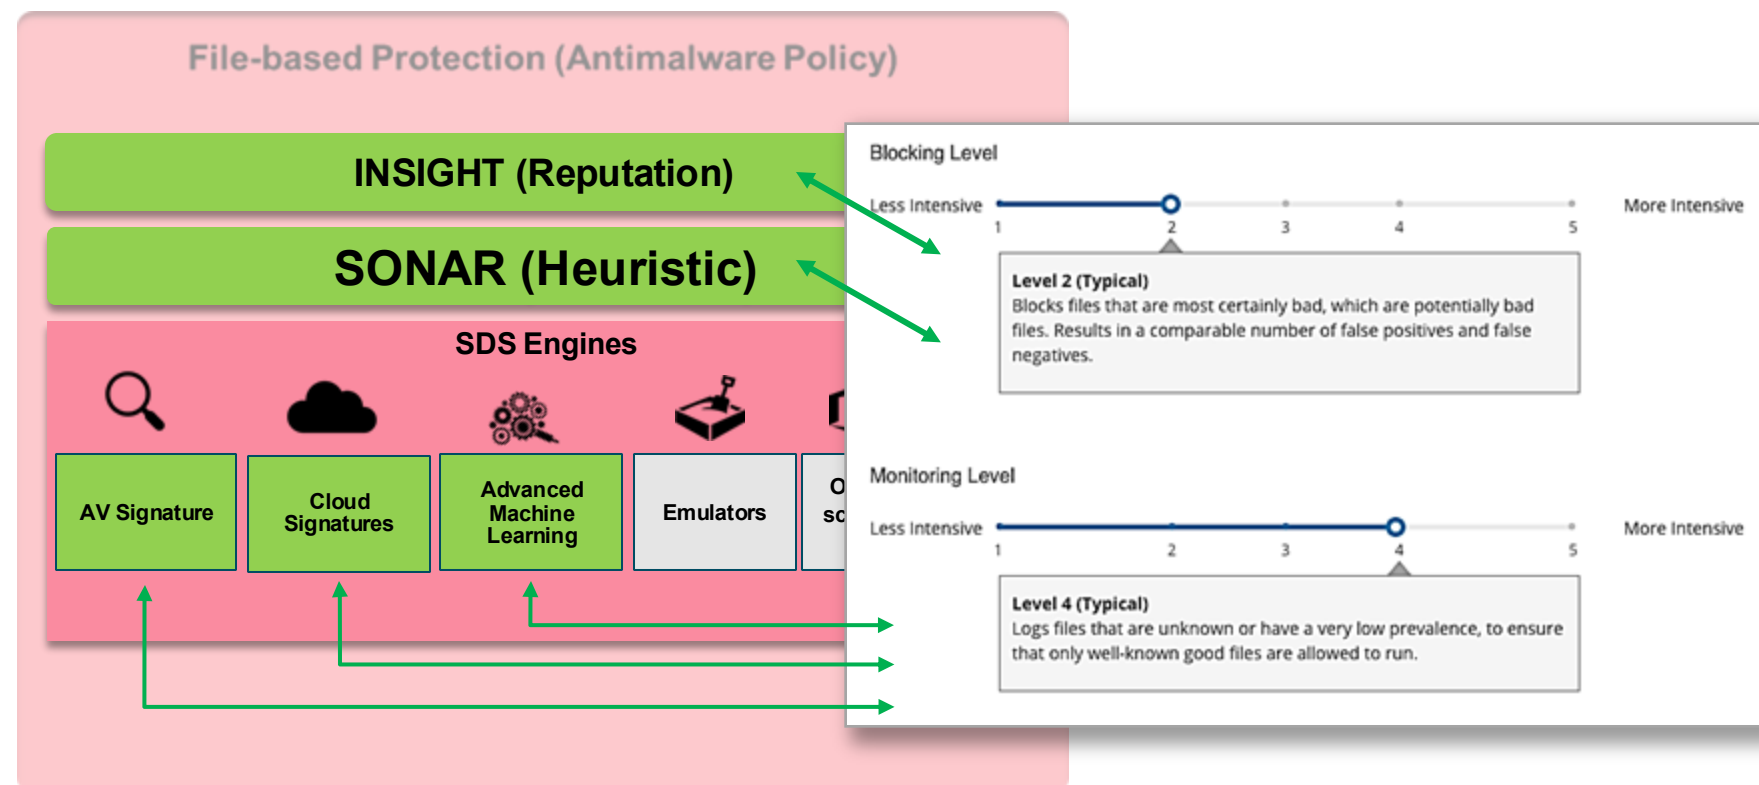 File-based Protection (Antimalware Policy)
INSIGHT (Reputation)
SONAR (Heuristic)
SDS Engines
AV Signature
Cloud
Signatures
Advanced
Machine
Learning
Emulators
O
sc
Blocking Level
Less Intensive
More Intensive
1 2 3 4 5
Level 2 (Typical)
Blocks files that are most certainly bad, which are potentially bad
files. Results in a comparable number of false positives and false
negatives.
Monitoring Level
Less Intensive
More Intensive
1 2 3 4 5
Level 4 (Typical)
Logs files that are unknown or have a very low prevalence, to ensure
that only well-known good files are allowed to run.